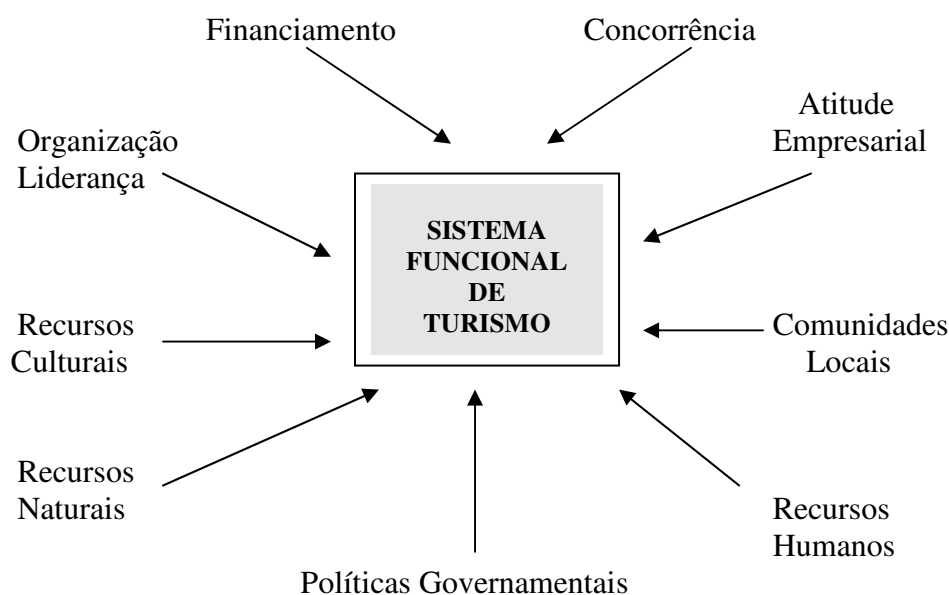 Financiamento
Concorrência
Atitude
Empresarial
Organização
Liderança
SISTEMA
FUNCIONAL
DE
TURISMO
Recursos
Culturais
Comunidades
Locais
Recursos
Naturais
Recursos
Humanos
Políticas Governamentais